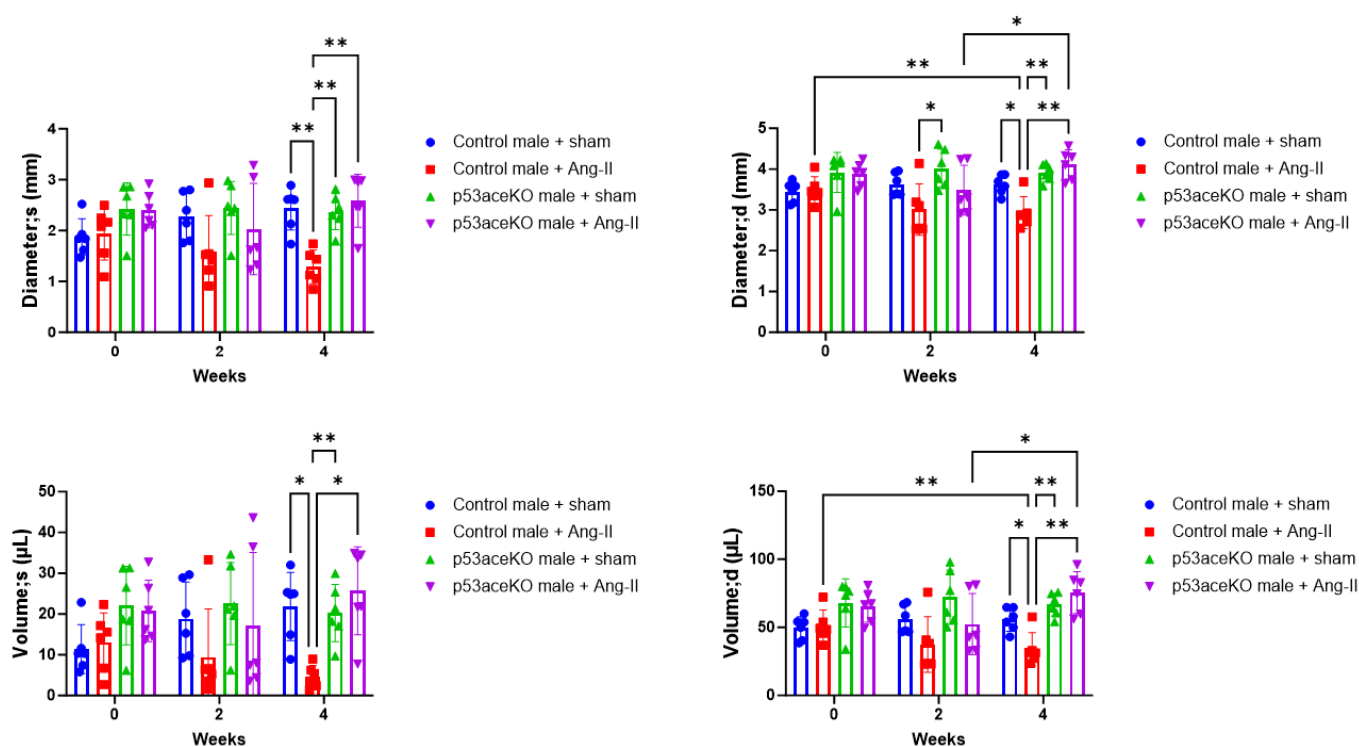 ** 
**
**
4
3
2
1
0
Diameter;s (mm)
0 2 4
Weeks
Control male + sham
Control male + Ang-II
p53aceKO male + sham
p53aceKO male + Ang-II
*
** **
* * **
5
4
3
2
1
0
Diameter;d (mm)
0 2 4
Weeks
Control male + sham
Control male + Ang-II
p53aceKO male + sham
p53aceKO male + Ang-II
**
* *
50
40
30
20
10
0
Volume;s (µL)
0 2 4
Weeks
Control male + sham
Control male + Ang-II
p53aceKO male + sham
p53aceKO male + Ang-II
*
** **
* **
150
100
50
0
Volume;d (µL)
0 2 4
Weeks
Control male + sham
Control male + Ang-II
p53aceKO male + sham
p53aceKO male + Ang-II